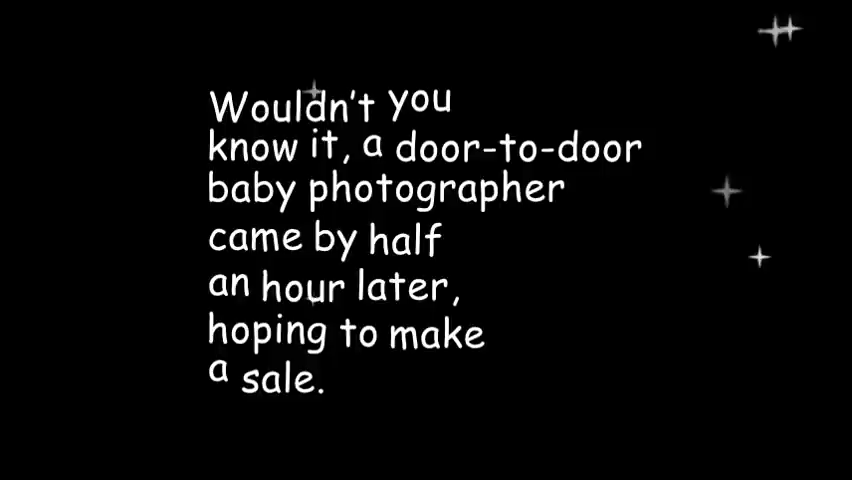 Wouldn't you
know it, a door-to-door
baby photographer
came by half
an hour later,
hoping to make
a sale.